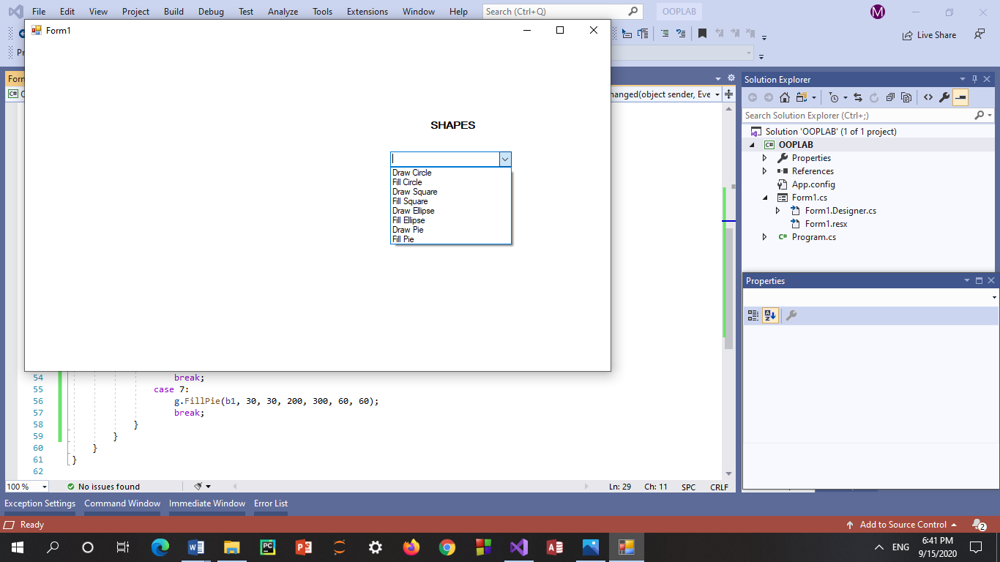 File Edit View Project Build Debug Test Analyze Tools Extensions Window Help Search (Ctrl+Q) OOPLAB M
Form1
Live Share
Pr
Form
C# C
hanged(object sender, Eve
SHAPES
Draw Circle
Fill Circle
Draw Square
Fill Square
Draw Ellipse
Fill Ellipse
Draw Pie
Fill Pie
54 break;
55 case 7:
56 g.FillPie(b1, 30, 30, 200, 300, 60, 60);
57 break;
58 }
59 }
60 }
61 }
62
100 % No issues found Ln: 29 Ch: 11 SPC CRLF
Solution Explorer
Search Solution Explorer (Ctrl+;)
Solution 'OOPLAB' (1 of 1 project)
C# OOPLAB
Properties
References
App.config
Form1.cs
Form1.Designer.cs
Form1.resx
C# Program.cs
Properties
Exception Settings Command Window Immediate Window Error List
Ready Add to Source Control 2
ENG 6:41 PM
9/15/2020